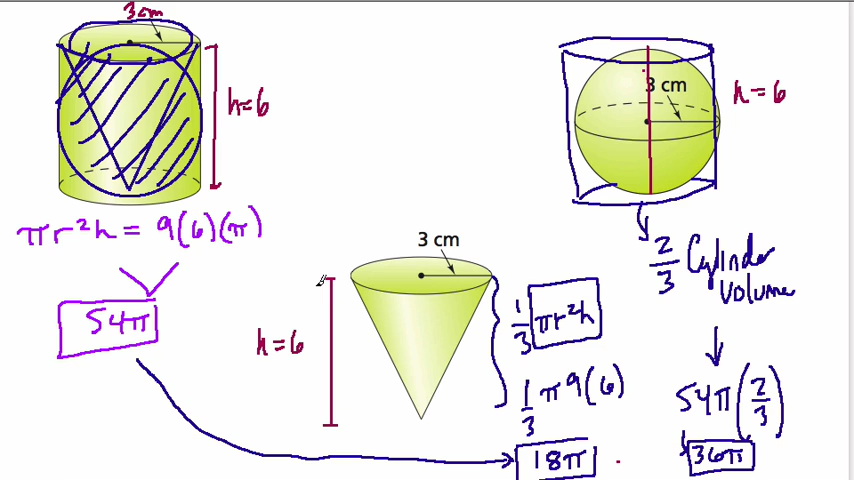 3cm
h=6
πr²h = 9(6)(π)
54π
3 cm
h=6
1/3 πr²h
1/3 π9(6)
18π
3 cm
h=6
2/3 Cylinder
volume
54π(2/3)
36π